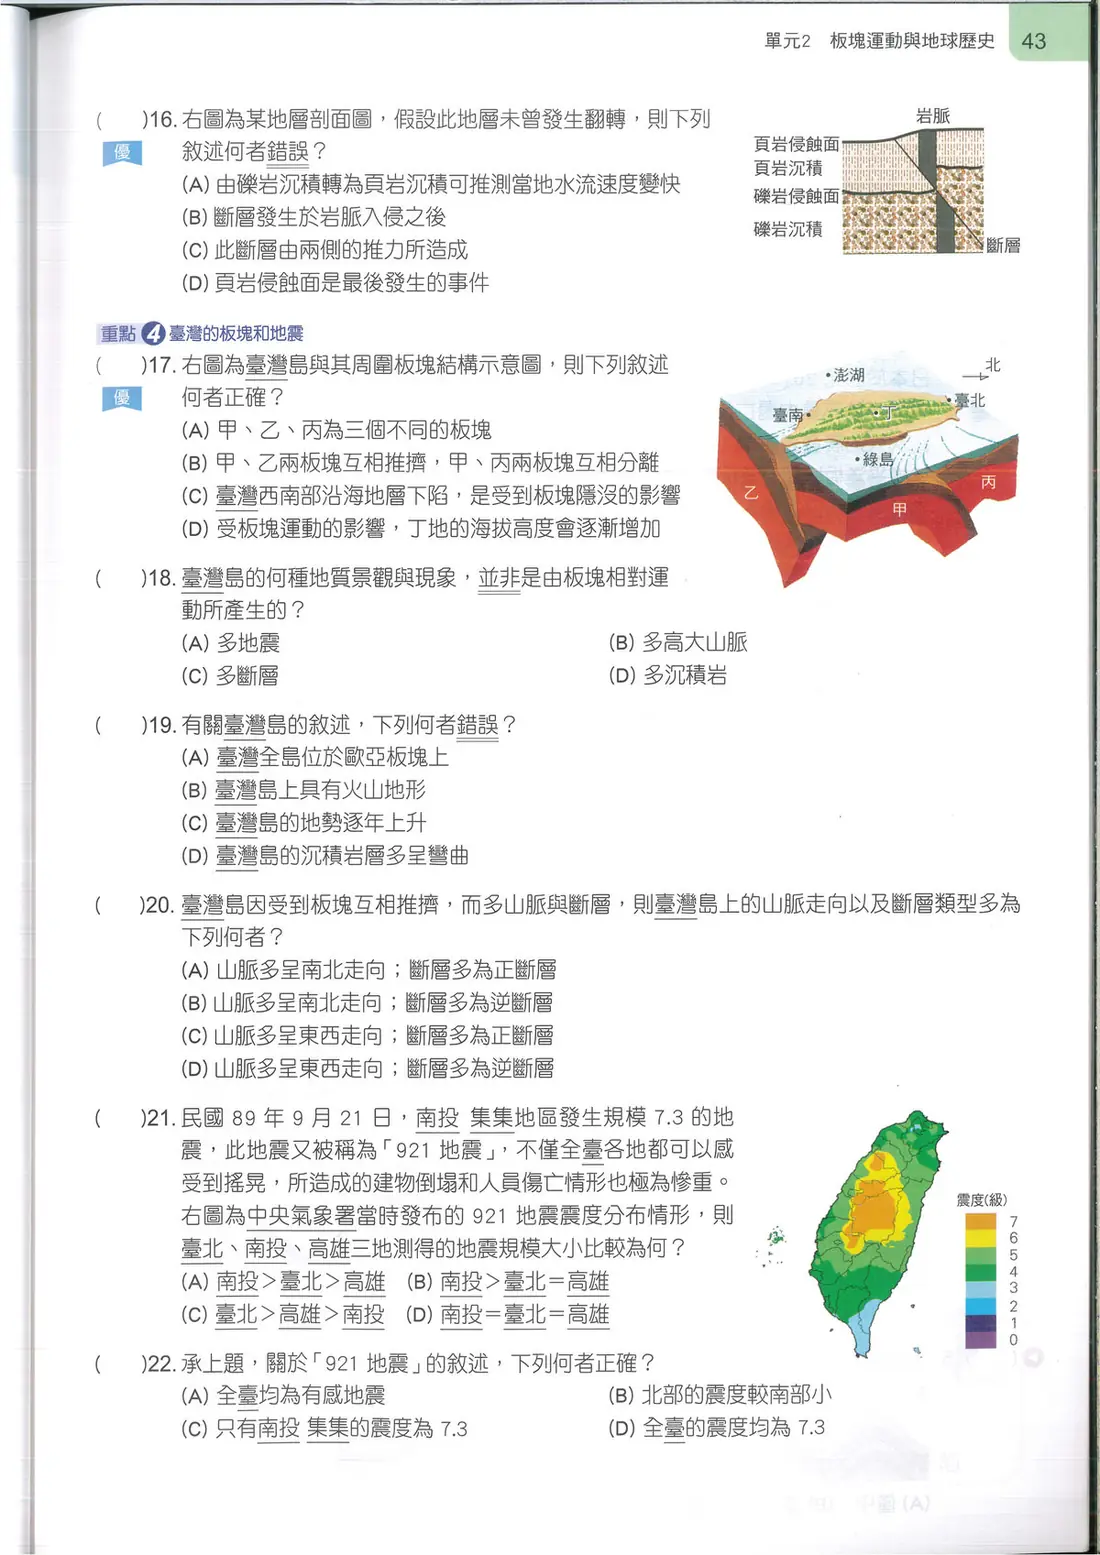 單元2　板塊運動與地球歷史　43
(　　)16. 右圖為某地層剖面圖，假設此地層未曾發生翻轉，則下列
優
敘述何者錯誤？
(A) 由礫岩沉積轉為頁岩沉積可推測當地水流速度變快
(B) 斷層發生於岩脈入侵之後
(C) 此斷層由兩側的推力所造成
(D) 頁岩侵蝕面是最後發生的事件
岩脈
頁岩侵蝕面
頁岩沉積
礫岩侵蝕面
礫岩沉積
斷層
重點4 臺灣的板塊和地震
(　　)17. 右圖為臺灣島與其周圍板塊結構示意圖，則下列敘述
優
何者正確？
(A) 甲、乙、丙為三個不同的板塊
(B) 甲、乙兩板塊互相推擠，甲、丙兩板塊互相分離
(C) 臺灣西南部沿海地層下陷，是受到板塊隱沒的影響
(D) 受板塊運動的影響，丁地的海拔高度會逐漸增加
北
澎湖
臺北
臺南
丁
綠島
乙
丙
甲
(　　)18. 臺灣島的何種地質景觀與現象，並非是由板塊相對運
動所產生的？
(A) 多地震　(B) 多高大山脈
(C) 多斷層　(D) 多沉積岩
(　　)19. 有關臺灣島的敘述，下列何者錯誤？
(A) 臺灣全島位於歐亞板塊上
(B) 臺灣島上具有火山地形
(C) 臺灣島的地勢逐年上升
(D) 臺灣島的沉積岩層多呈彎曲
(　　)20. 臺灣島因受到板塊互相推擠，而多山脈與斷層，則臺灣島上的山脈走向以及斷層類型多為
下列何者？
(A) 山脈多呈南北走向；斷層多為正斷層
(B) 山脈多呈南北走向；斷層多為逆斷層
(C) 山脈多呈東西走向；斷層多為正斷層
(D) 山脈多呈東西走向；斷層多為逆斷層
(　　)21. 民國 89 年 9 月 21 日，南投 集集地區發生規模 7.3 的地
震，此地震又被稱為「921 地震」，不僅全臺各地都可以感
受到搖晃，所造成的建物倒塌和人員傷亡情形也極為慘重。
右圖為中央氣象署當時發布的 921 地震震度分布情形，則
臺北、南投、高雄三地測得的地震規模大小比較為何？
(A) 南投＞臺北＞高雄　(B) 南投＞臺北＝高雄
(C) 臺北＞高雄＞南投　(D) 南投＝臺北＝高雄
震度(級)
7
6
5
4
3
2
1
0
(　　)22. 承上題，關於「921 地震」的敘述，下列何者正確？
(A) 全臺均為有感地震　(B) 北部的震度較南部小
(C) 只有南投 集集的震度為 7.3　(D) 全臺的震度均為 7.3